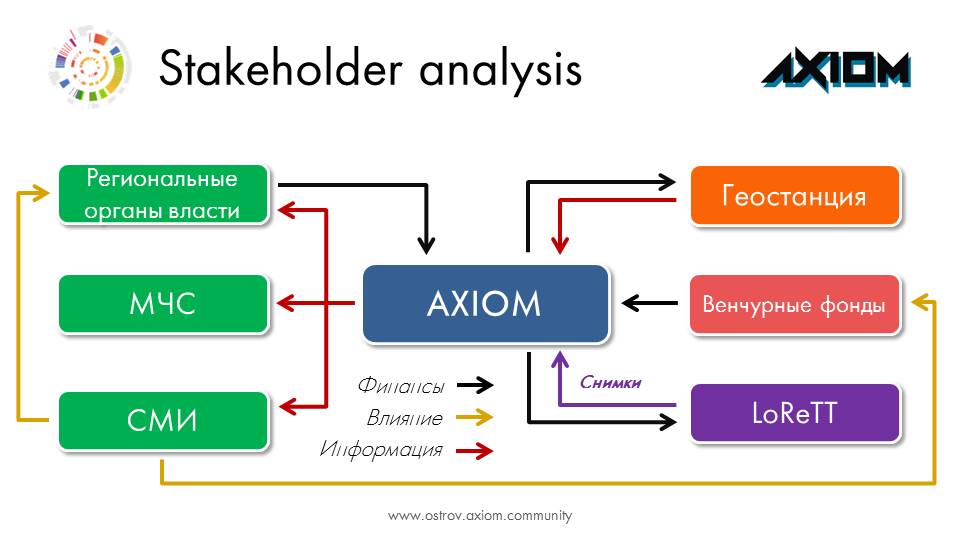 Stakeholder analysis
AXIOM
Региональные
органы власти
Геостанция
МЧС
AXIOM
Венчурные фонды
СМИ
Финансы
Влияние
Информация
Снимки
LoReTT
www.ostrov.axiom.community